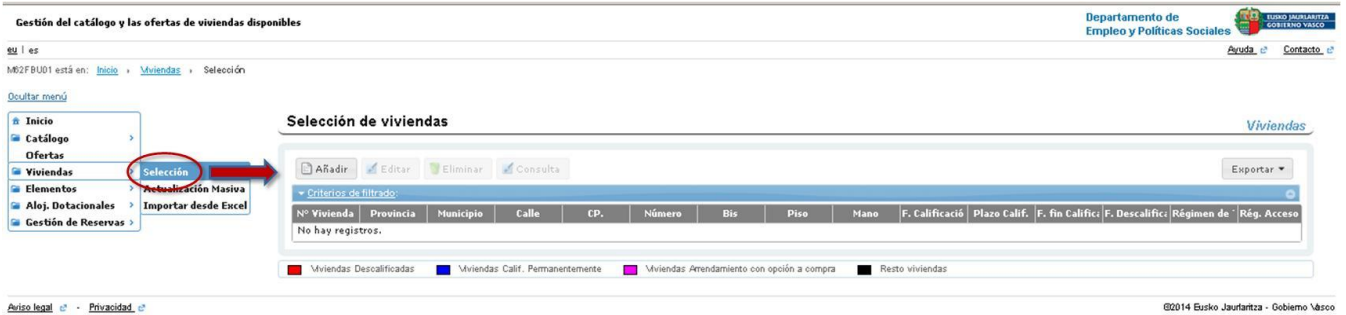 Gestión del catálogo y las ofertas de viviendas disponibles
Departamento de
Empleo y Políticas Sociales
EUSKO JAURLARITZA
GOBIERNO VASCO
eu | es
Ayuda Contacto
M62FBU01 está en: Inicio › Viviendas › Selección
Ocultar menú
Inicio
Catálogo
Ofertas
Viviendas
Elementos
Aloj. Dotacionales
Gestión de Reservas
Selección
Actualización Masiva
Importar desde Excel
Selección de viviendas
Viviendas
Añadir Editar Eliminar Consulta Exportar
Criterios de filtrado:
Nº Vivienda Provincia Municipio Calle CP. Número Bis Piso Mano F. Calificació Plazo Calif. F. fin Califica F. Descalifica Régimen de Rég. Acceso
No hay registros.
Viviendas Descalificadas Viviendas Calif. Permanentemente Viviendas Arrendamiento con opción a compra Resto viviendas
Aviso legal - Privacidad
©2014 Eusko Jaurlaritza - Gobierno Vasco